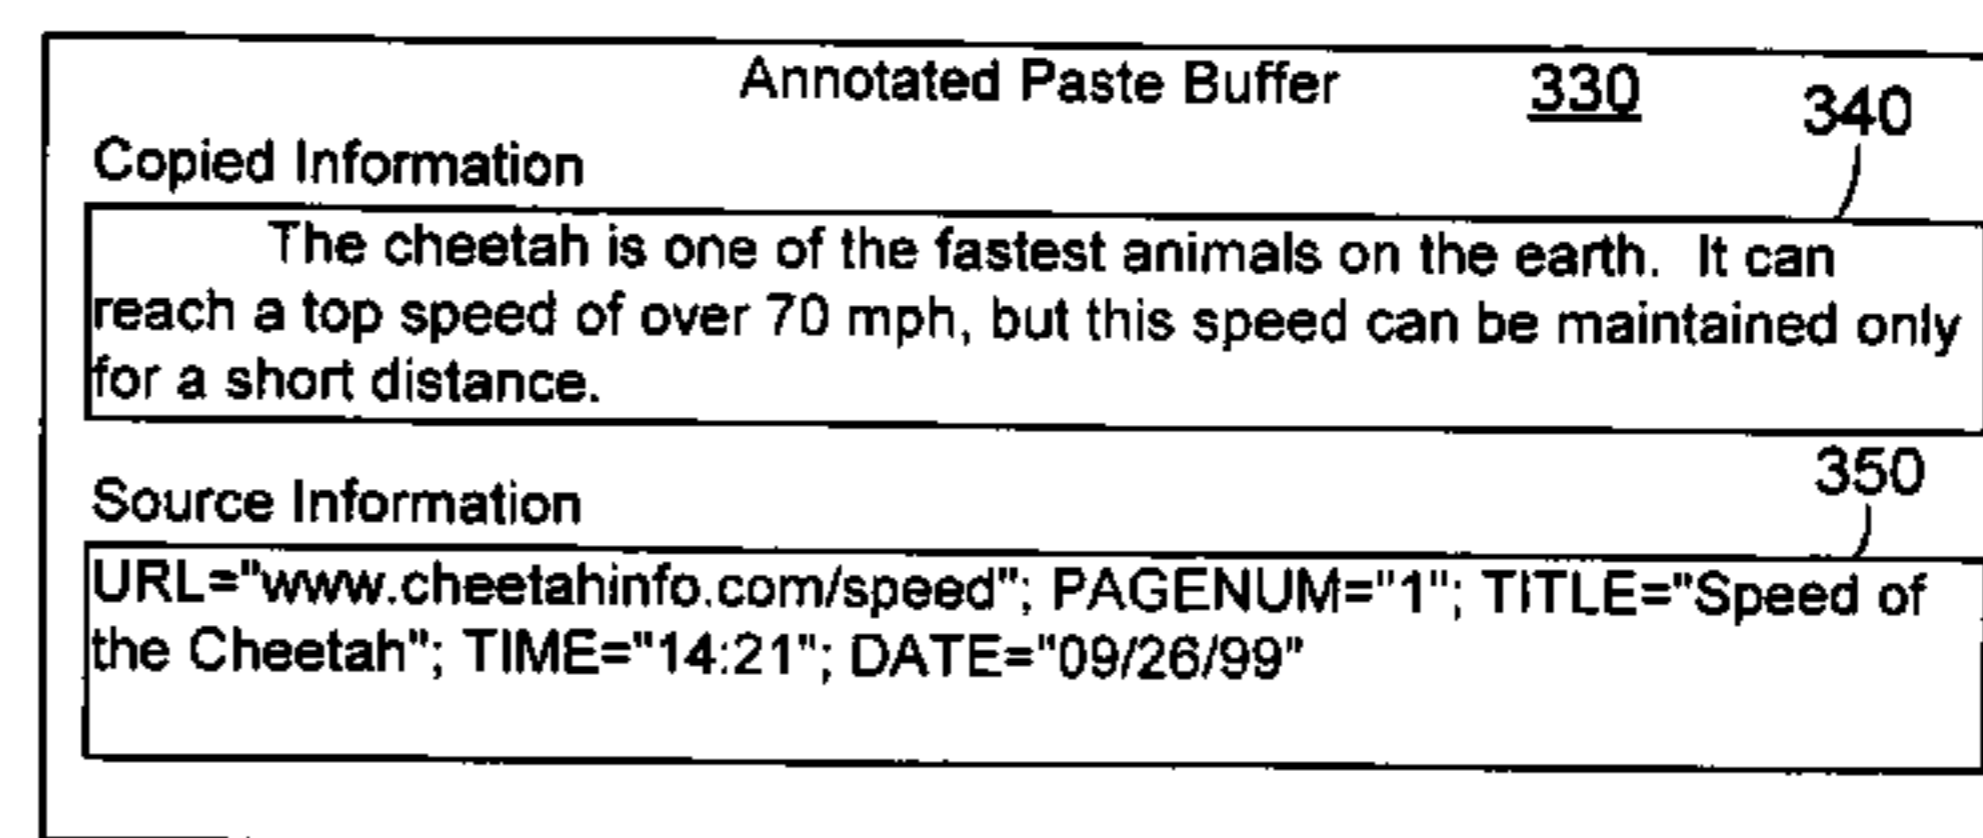 Annotated Paste Buffer 330
340
Copied Information
The cheetah is one of the fastest animals on the earth. It can
reach a top speed of over 70 mph, but this speed can be maintained only
for a short distance.
350
Source Information
URL="www.cheetahinfo.com/speed"; PAGENUM="1"; TITLE="Speed of
the Cheetah"; TIME="14:21"; DATE="09/26/99"